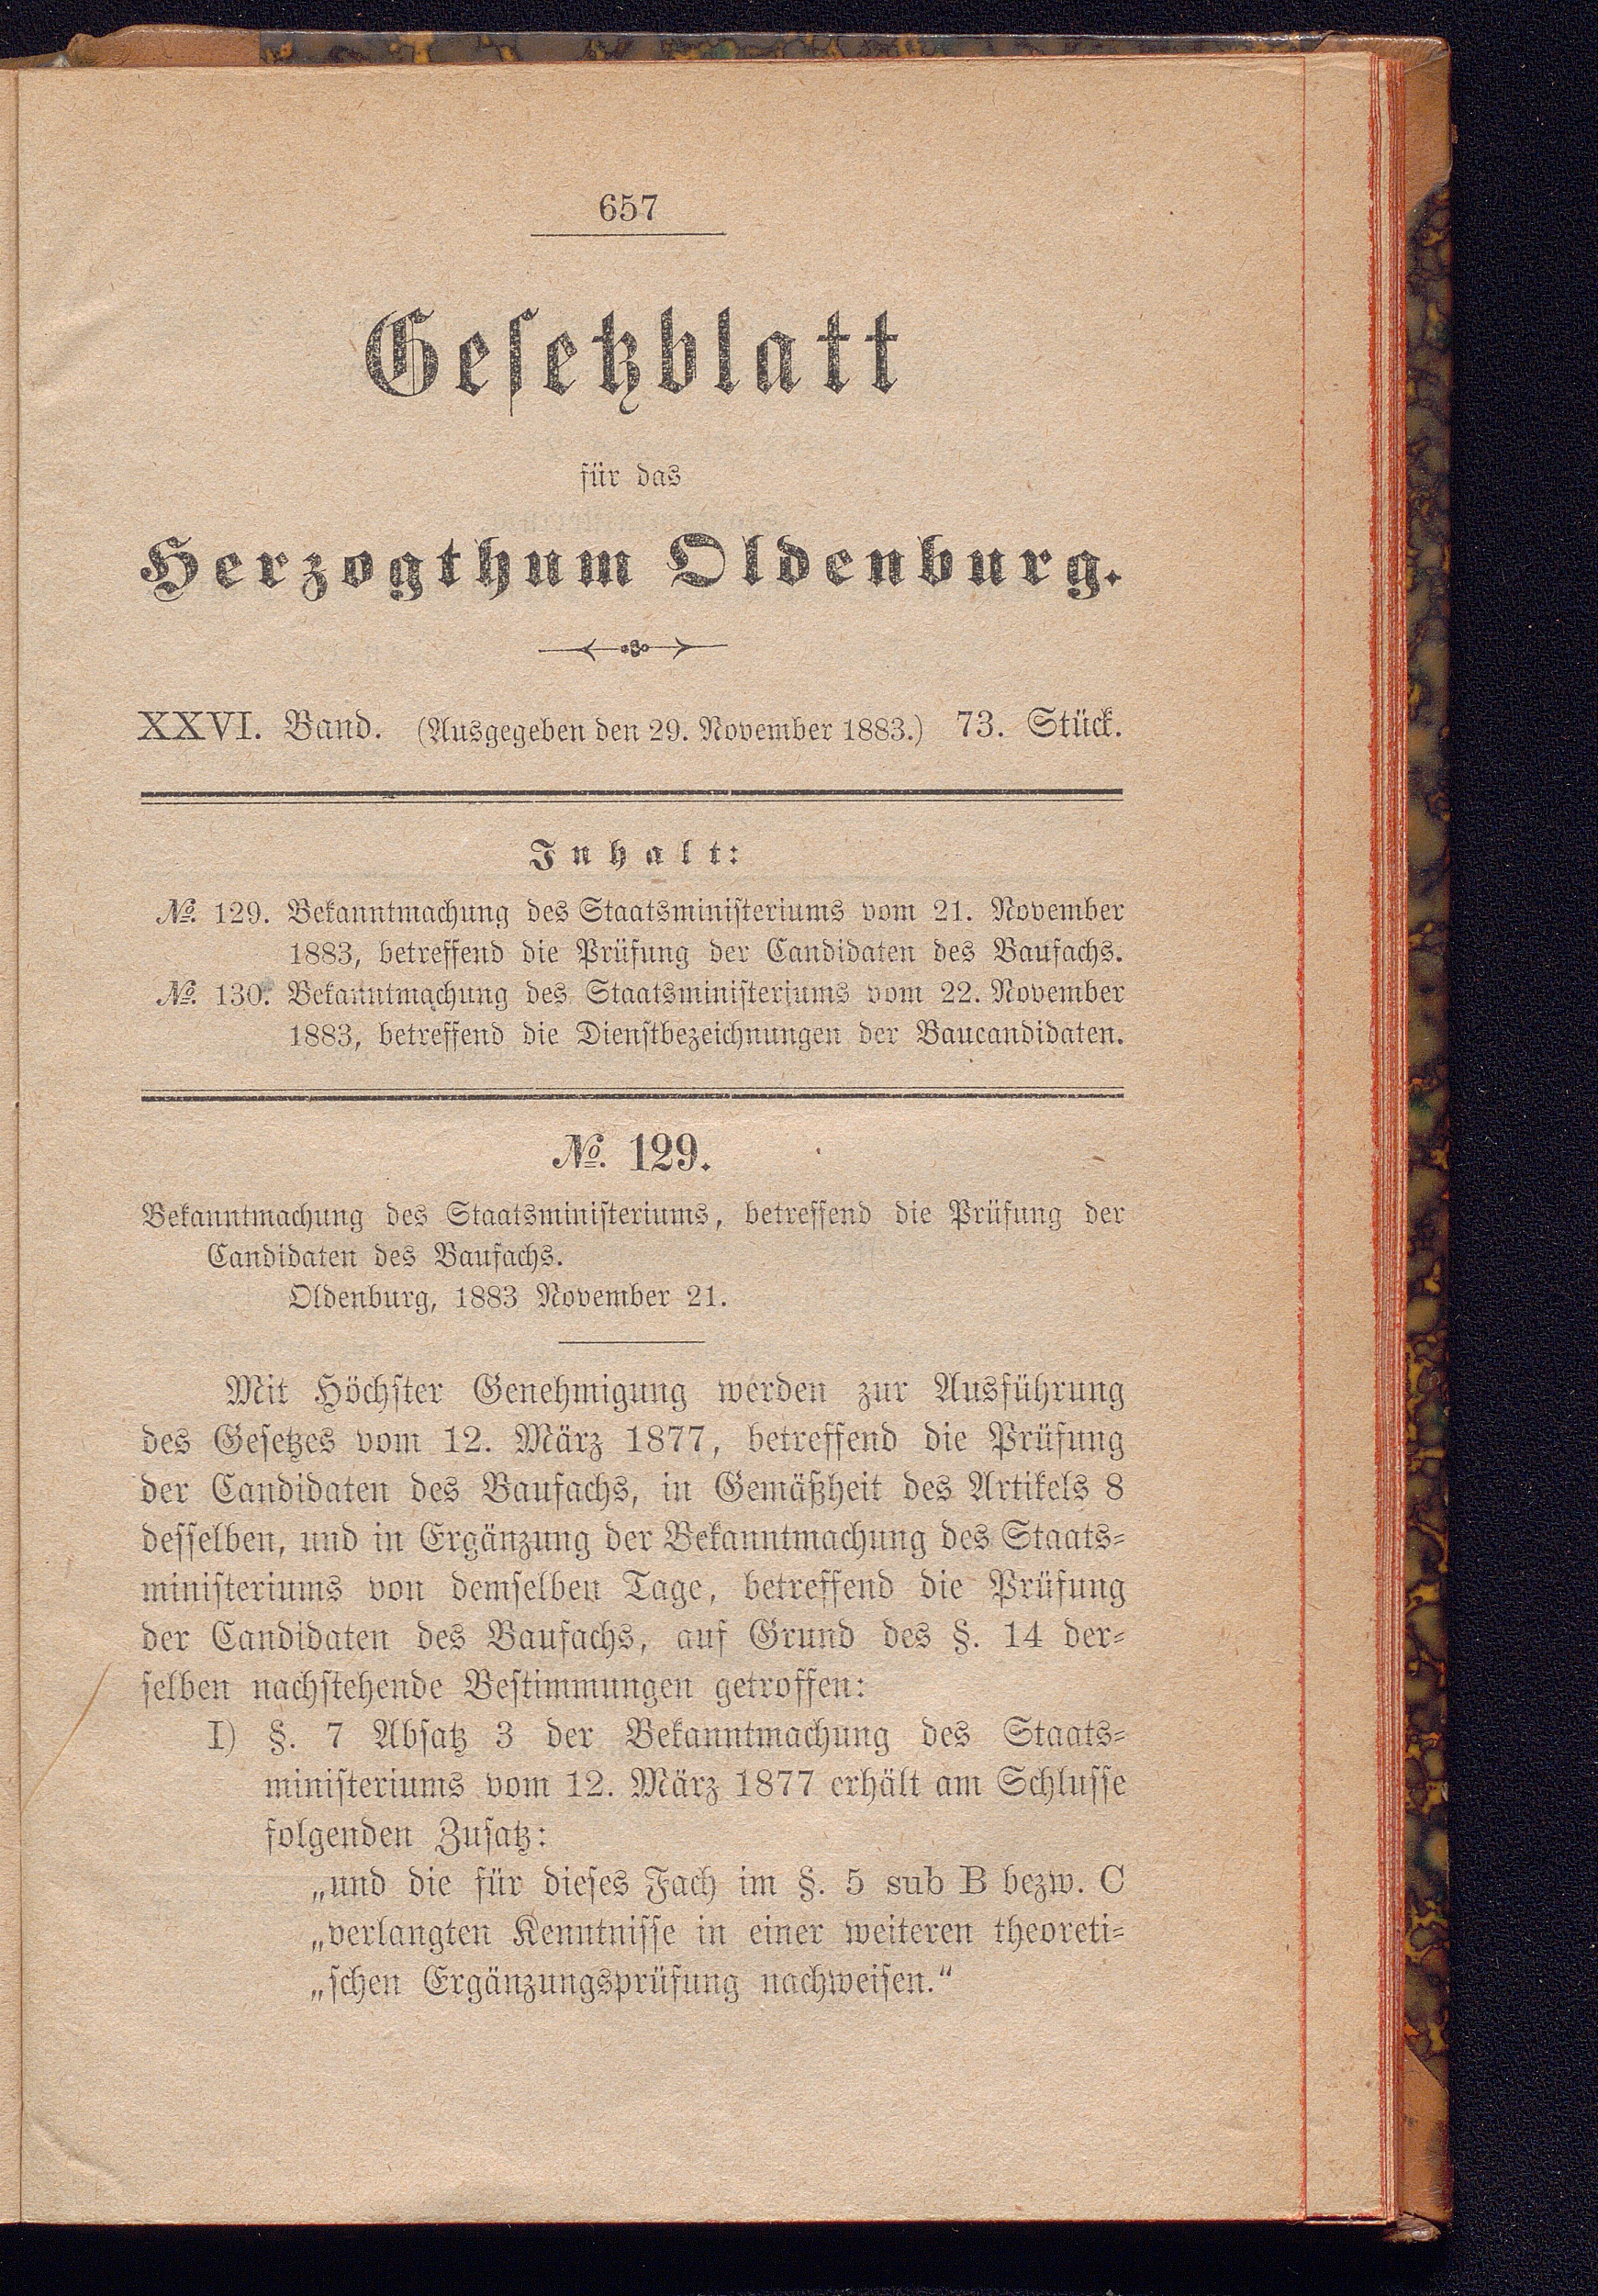 657
Gesetzblatt
für das
Herzogthum Oldenburg.
XXVI. Band. (Ausgegeben den 29. November 1883.) 73. Stück.
Inhalt:
№. 129. Bekanntmachung des Staatsministeriums vom 21. November
1883, betreffend die Prüfung der Candidaten des Baufachs.
№. 130. Bekanntmachung des Staatsministeriums vom 22. November
1883, betreffend die Dienstbezeichnungen der Baucandidaten.
№. 129.
Bekanntmachung des Staatsministeriums, betreffend die Prüfung der
Candidaten des Baufachs.
Oldenburg, 1883 November 21.
Mit Höchster Genehmigung werden zur Ausführung
des Gesetzes vom 12. März 1877, betreffend die Prüfung
der Candidaten des Baufachs, in Gemäßheit des Artikels 8
desselben, und in Ergänzung der Bekanntmachung des Staats-
ministeriums von demselben Tage, betreffend die Prüfung
der Candidaten des Baufachs, auf Grund des §. 14 der-
selben nachstehende Bestimmungen getroffen:
I) §. 7 Absatz 3 der Bekanntmachung des Staats-
ministeriums vom 12. März 1877 erhält am Schlusse
folgenden Zusatz:
„und die für dieses Fach im §. 5 sub B bezw. C
„verlangten Kenntnisse in einer weiteren theoreti-
„schen Ergänzungsprüfung nachweisen.“